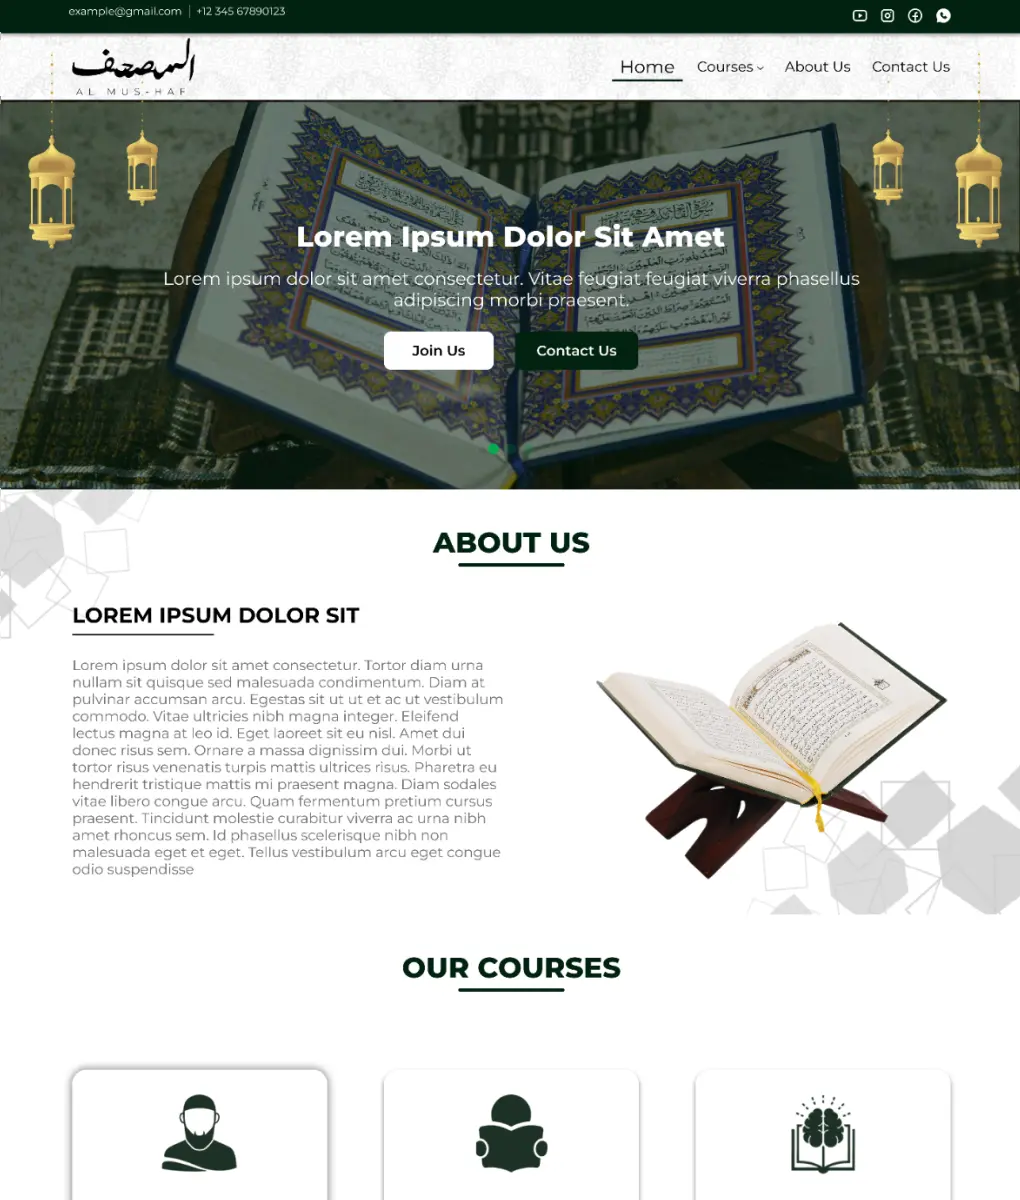 example@gmail.com
+12 345 67890123
المصحف
AL MUS-HAF
Home
Courses
About Us
Contact Us
Lorem Ipsum Dolor Sit Amet
Lorem ipsum dolor sit amet consectetur. Vitae feugiat feugiat viverra phasellus
adipiscing morbi praesent.
Join Us
Contact Us
ABOUT US
LOREM IPSUM DOLOR SIT
Lorem ipsum dolor sit amet consectetur. Tortor diam urna
nullam sit quisque sed malesuada condimentum. Diam at
pulvinar accumsan arcu. Egestas sit ut ut et ac ut vestibulum
commodo. Vitae ultricies nibh magna integer. Eleifend
lectus magna at leo id. Eget laoreet sit eu nisl. Amet dui
donec risus sem. Ornare a massa dignissim dui. Morbi ut
tortor risus venenatis turpis mattis ultrices risus. Pharetra eu
hendrerit tristique mattis mi praesent magna. Diam sodales
vitae libero congue arcu. Quam fermentum pretium cursus
praesent. Tincidunt molestie curabitur viverra ac urna nibh
amet rhoncus sem. Id phasellus scelerisque nibh non
malesuada eget et eget. Tellus vestibulum arcu eget congue
odio suspendisse
OUR COURSES